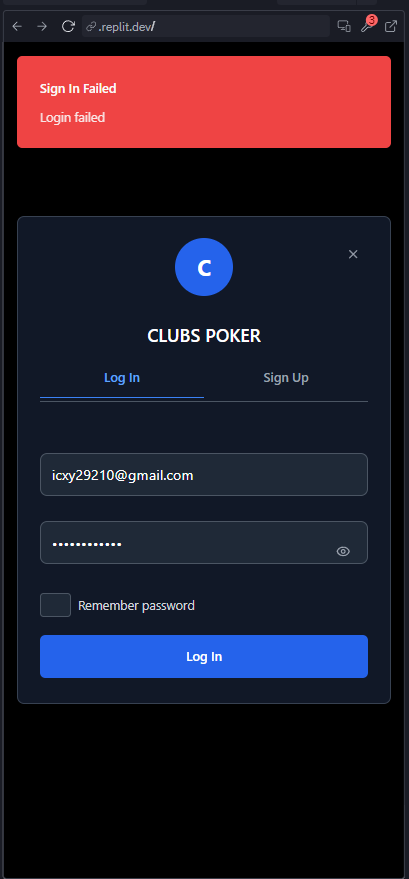 .replit.dev/
3
Sign In Failed
Login failed
C
CLUBS POKER
Log In
Sign Up
icxy29210@gmail.com
••••••••••••
Remember password
Log In